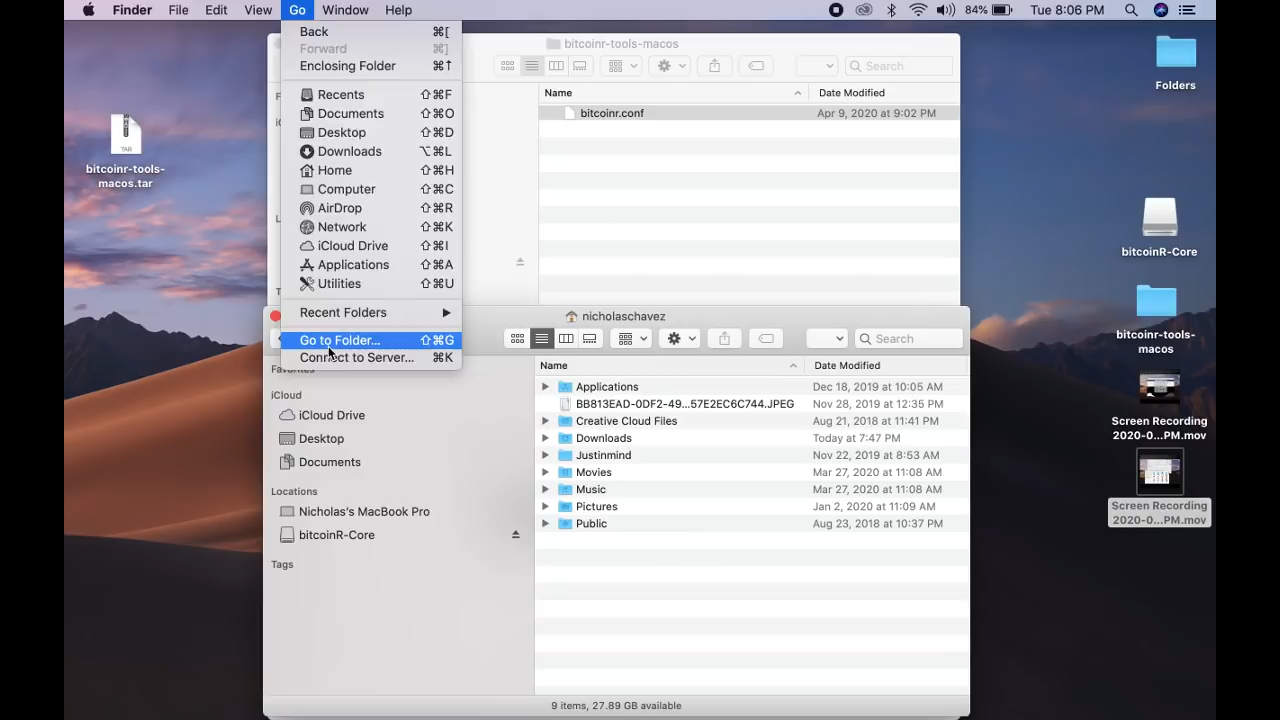 Finder File Edit View Go Window Help 84% Tue 8:06 PM
Back ⌘[
Forward ⌘]
Enclosing Folder ⌘↑
Recents ⇧⌘F
Documents ⇧⌘O
Desktop ⇧⌘D
Downloads ⌥⌘L
Home ⇧⌘H
Computer ⇧⌘C
AirDrop ⇧⌘R
Network ⇧⌘K
iCloud Drive ⇧⌘I
Applications ⇧⌘A
Utilities ⇧⌘U
Recent Folders
Go to Folder... ⇧⌘G
Connect to Server... ⌘K
bitcoinr-tools-macos
Search
Name Date Modified
bitcoinr.conf Apr 9, 2020 at 9:02 PM
nicholaschavez
Search
Favorites
iCloud
iCloud Drive
Desktop
Documents
Locations
Nicholas's MacBook Pro
bitcoinR-Core
Tags
Name Date Modified
Applications Dec 18, 2019 at 10:05 AM
BB813EAD-0DF2-49...57E2EC6C744.JPEG Nov 28, 2019 at 12:35 PM
Creative Cloud Files Aug 21, 2018 at 11:41 PM
Downloads Today at 7:47 PM
Justinmind Nov 22, 2019 at 8:53 AM
Movies Mar 27, 2020 at 11:08 AM
Music Mar 27, 2020 at 11:08 AM
Pictures Jan 2, 2020 at 11:09 AM
Public Aug 23, 2018 at 10:37 PM
9 items, 27.89 GB available
TAR
bitcoinr-tools-
macos.tar
Folders
bitcoinR-Core
bitcoinr-tools-
macos
Screen Recording
2020-0...PM.mov
Screen Recording
2020-0...PM.mov